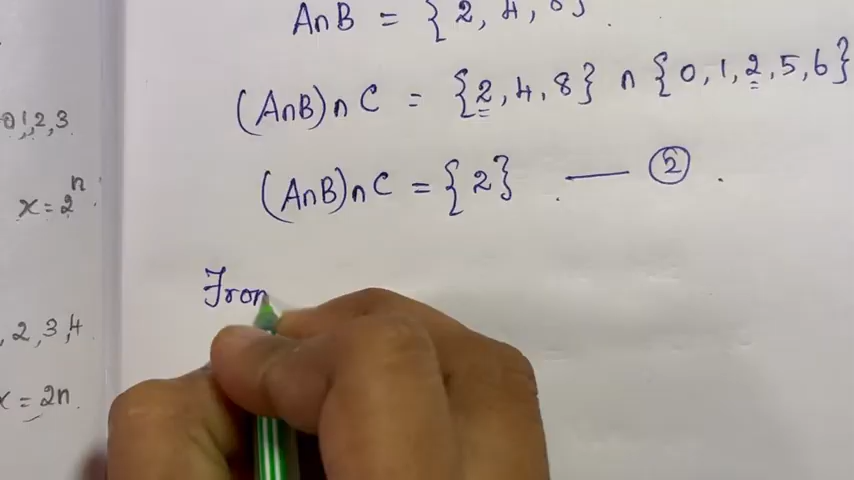 A∩B = {2, 4, 8}.
(A∩B)∩C = {2, 4, 8} ∩ {0, 1, 2, 5, 6}
(A∩B)∩C = {2} — ② .
From
0,1,2,3
x = 2ⁿ.
, 2, 3, 4
x = 2n.